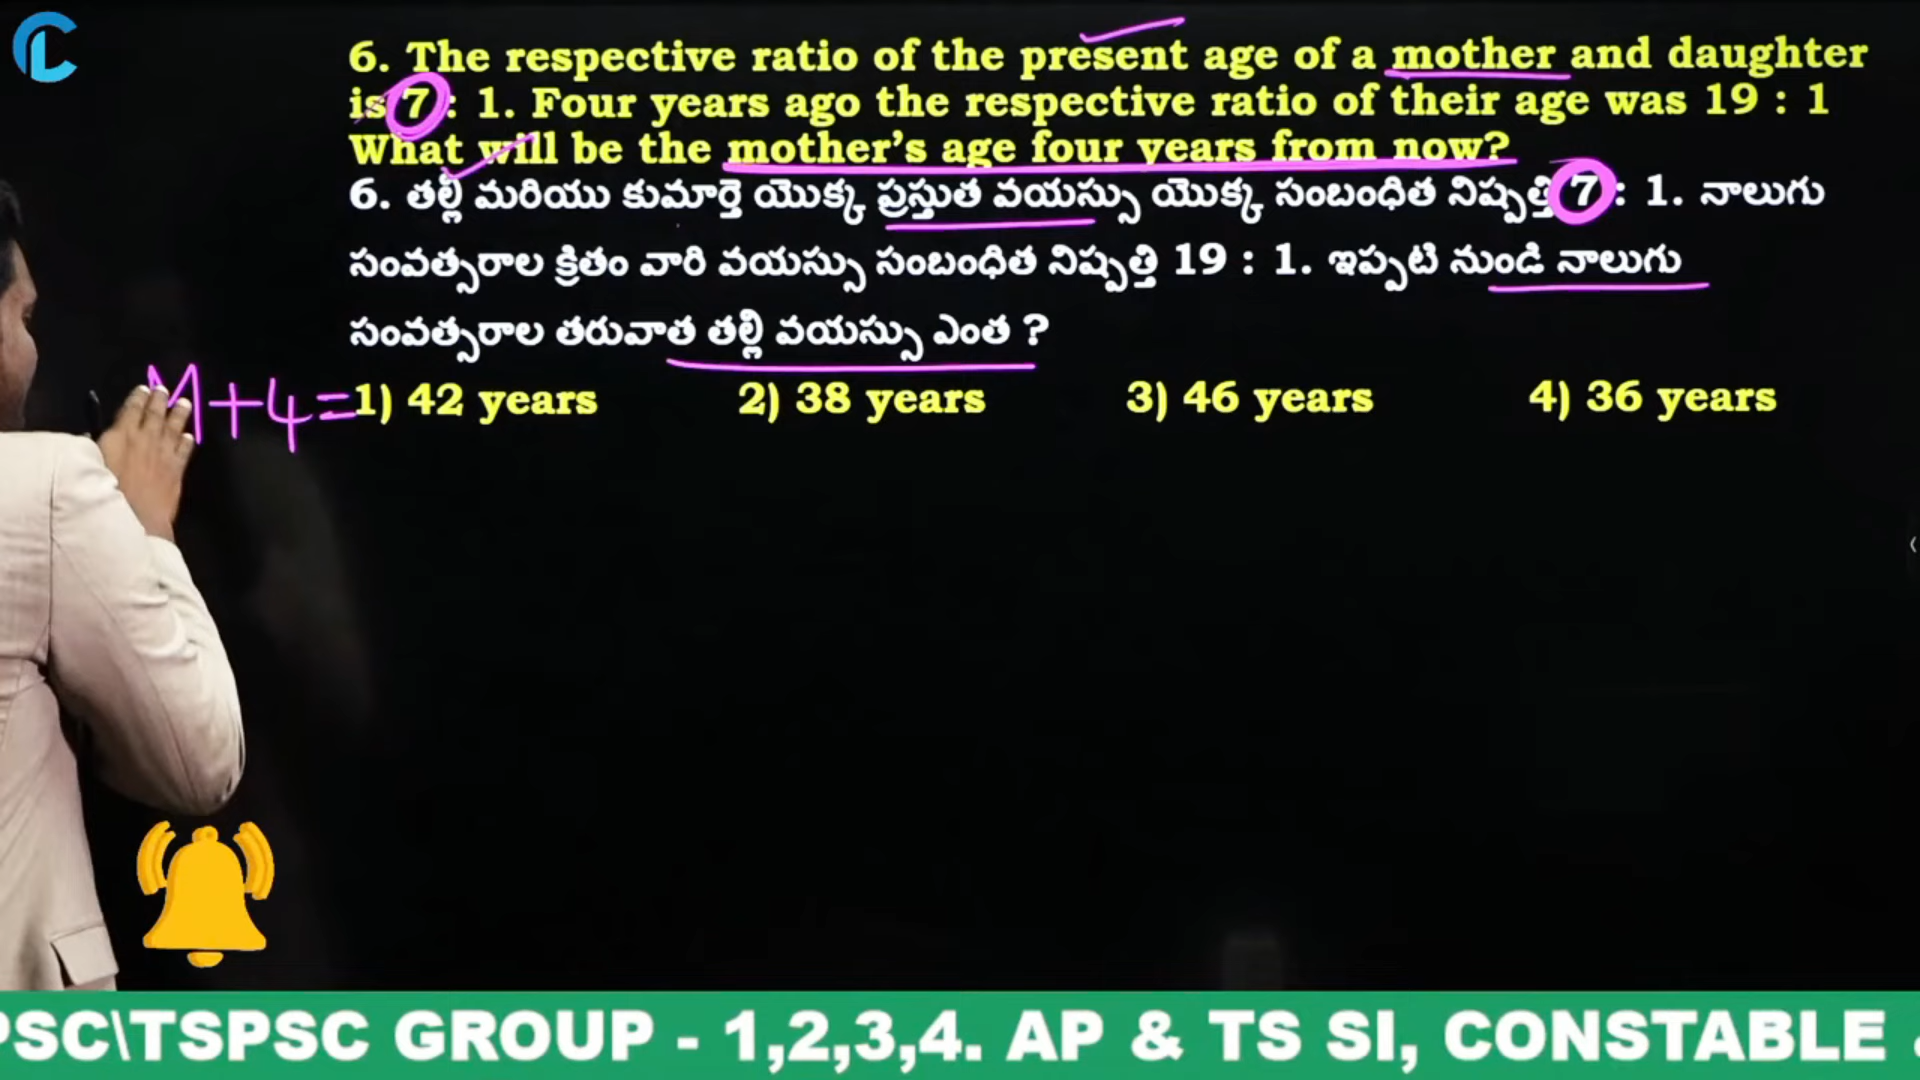 6. The respective ratio of the present age of a mother and daughter
is 7 : 1. Four years ago the respective ratio of their age was 19 : 1
What will be the mother's age four years from now?
6. తల్లి మరియు కుమార్తె యొక్క ప్రస్తుత వయస్సు యొక్క సంబంధిత నిష్పత్తి 7 : 1. నాలుగు
సంవత్సరాల క్రితం వారి వయస్సు సంబంధిత నిష్పత్తి 19 : 1. ఇప్పటి నుండి నాలుగు
సంవత్సరాల తరువాత తల్లి వయస్సు ఎంత ?
M+4=
1) 42 years 2) 38 years 3) 46 years 4) 36 years
PSC\TSPSC GROUP - 1,2,3,4. AP & TS SI, CONSTABLE